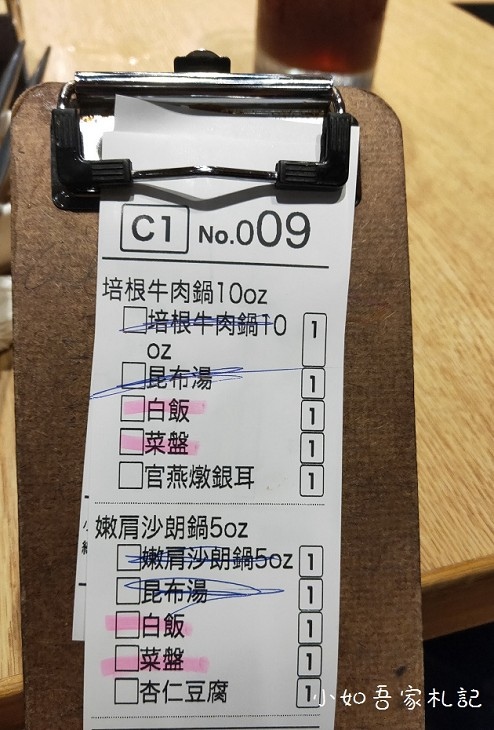 C1 No.009
培根牛肉鍋10oz
□培根牛肉鍋10 1
oz
□昆布湯 1
□白飯 1
□菜盤 1
□官燕燉銀耳 1
嫩肩沙朗鍋5oz
□嫩肩沙朗鍋5oz 1
□昆布湯 1
□白飯 1
□菜盤 1
□杏仁豆腐 1
小如吾家札記